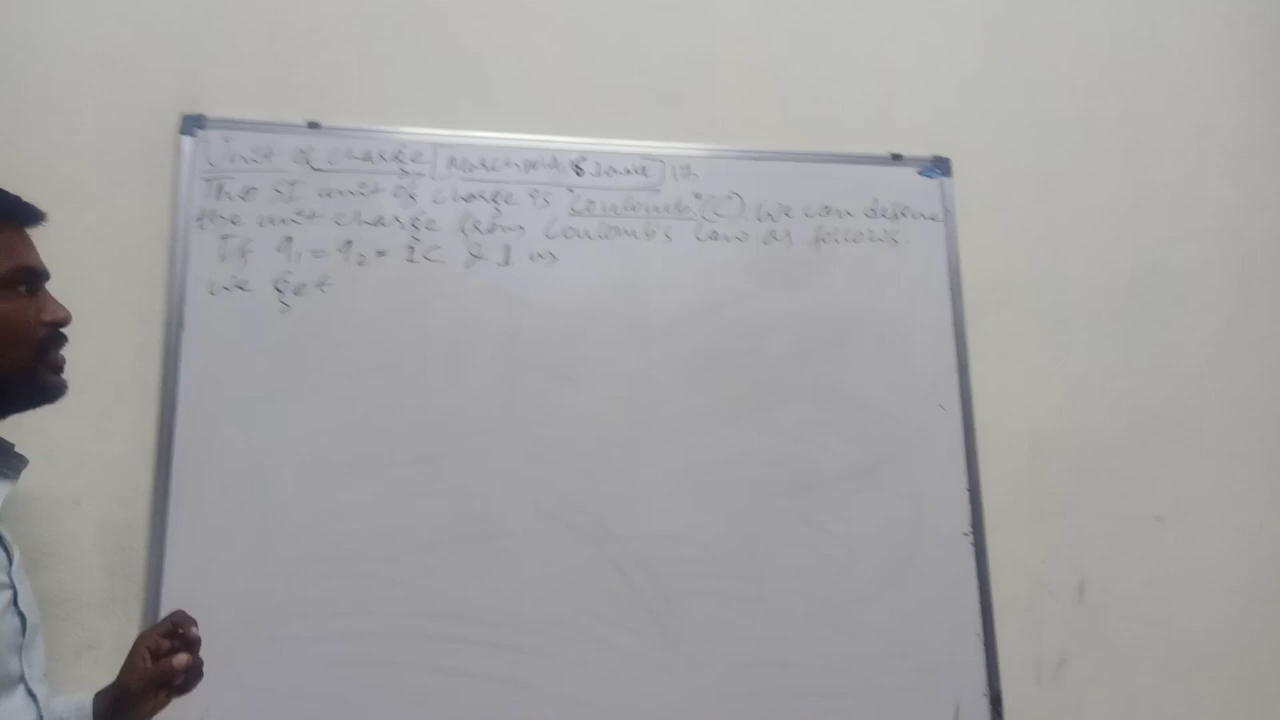 Unit of charge
The SI unit of charge is "Coulomb"(C). We can define
the unit charge from Coulomb's law as follows.
If q₁ = q₂ = 1C & 1 m
we get